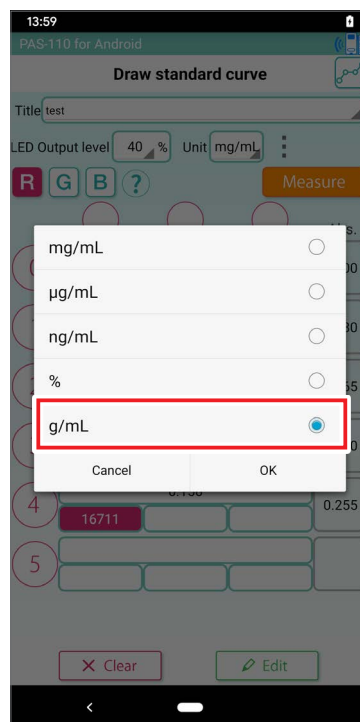 13:59
PAS-110 for Android
Draw standard curve
Title test
LED Output level 40 % Unit mg/mL
R G B ? Measure
mg/mL
µg/mL
ng/mL
%
g/mL
Cancel OK
4 0.255
16711
5
Clear Edit